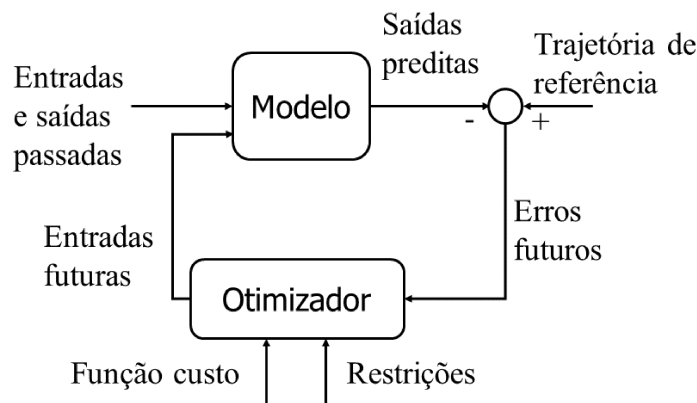 Saídas
preditas
Trajetória de
referência
Entradas
e saídas
passadas
Modelo
-
+
Erros
futuros
Entradas
futuras
Otimizador
Função custo
Restrições